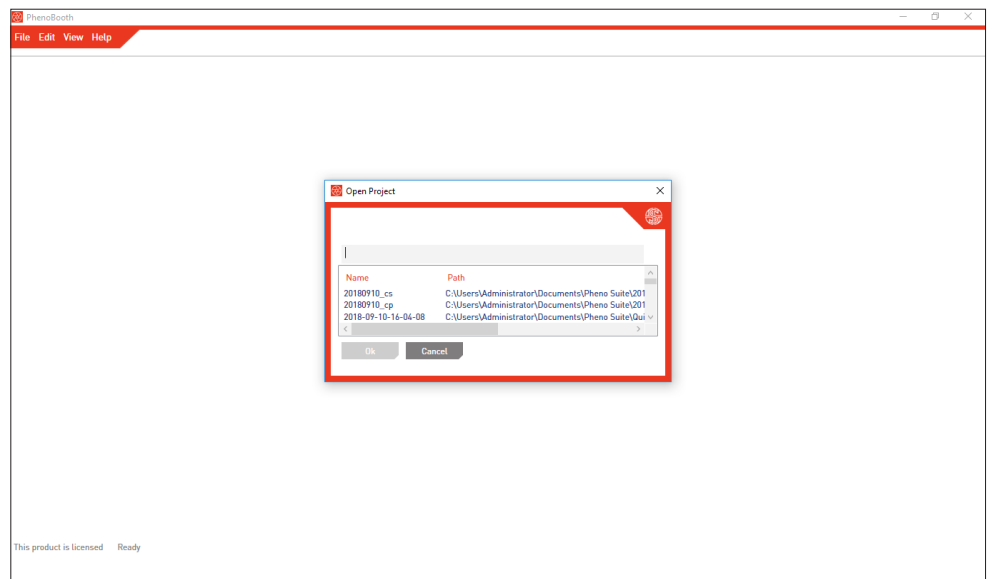 PhenoBooth
File Edit View Help
Open Project
Name Path
20180910_cs C:\Users\Administrator\Documents\Pheno Suite\201
20180910_cp C:\Users\Administrator\Documents\Pheno Suite\201
2018-09-10-16-04-08 C:\Users\Administrator\Documents\Pheno Suite\Qui
Ok Cancel
This product is licensed Ready